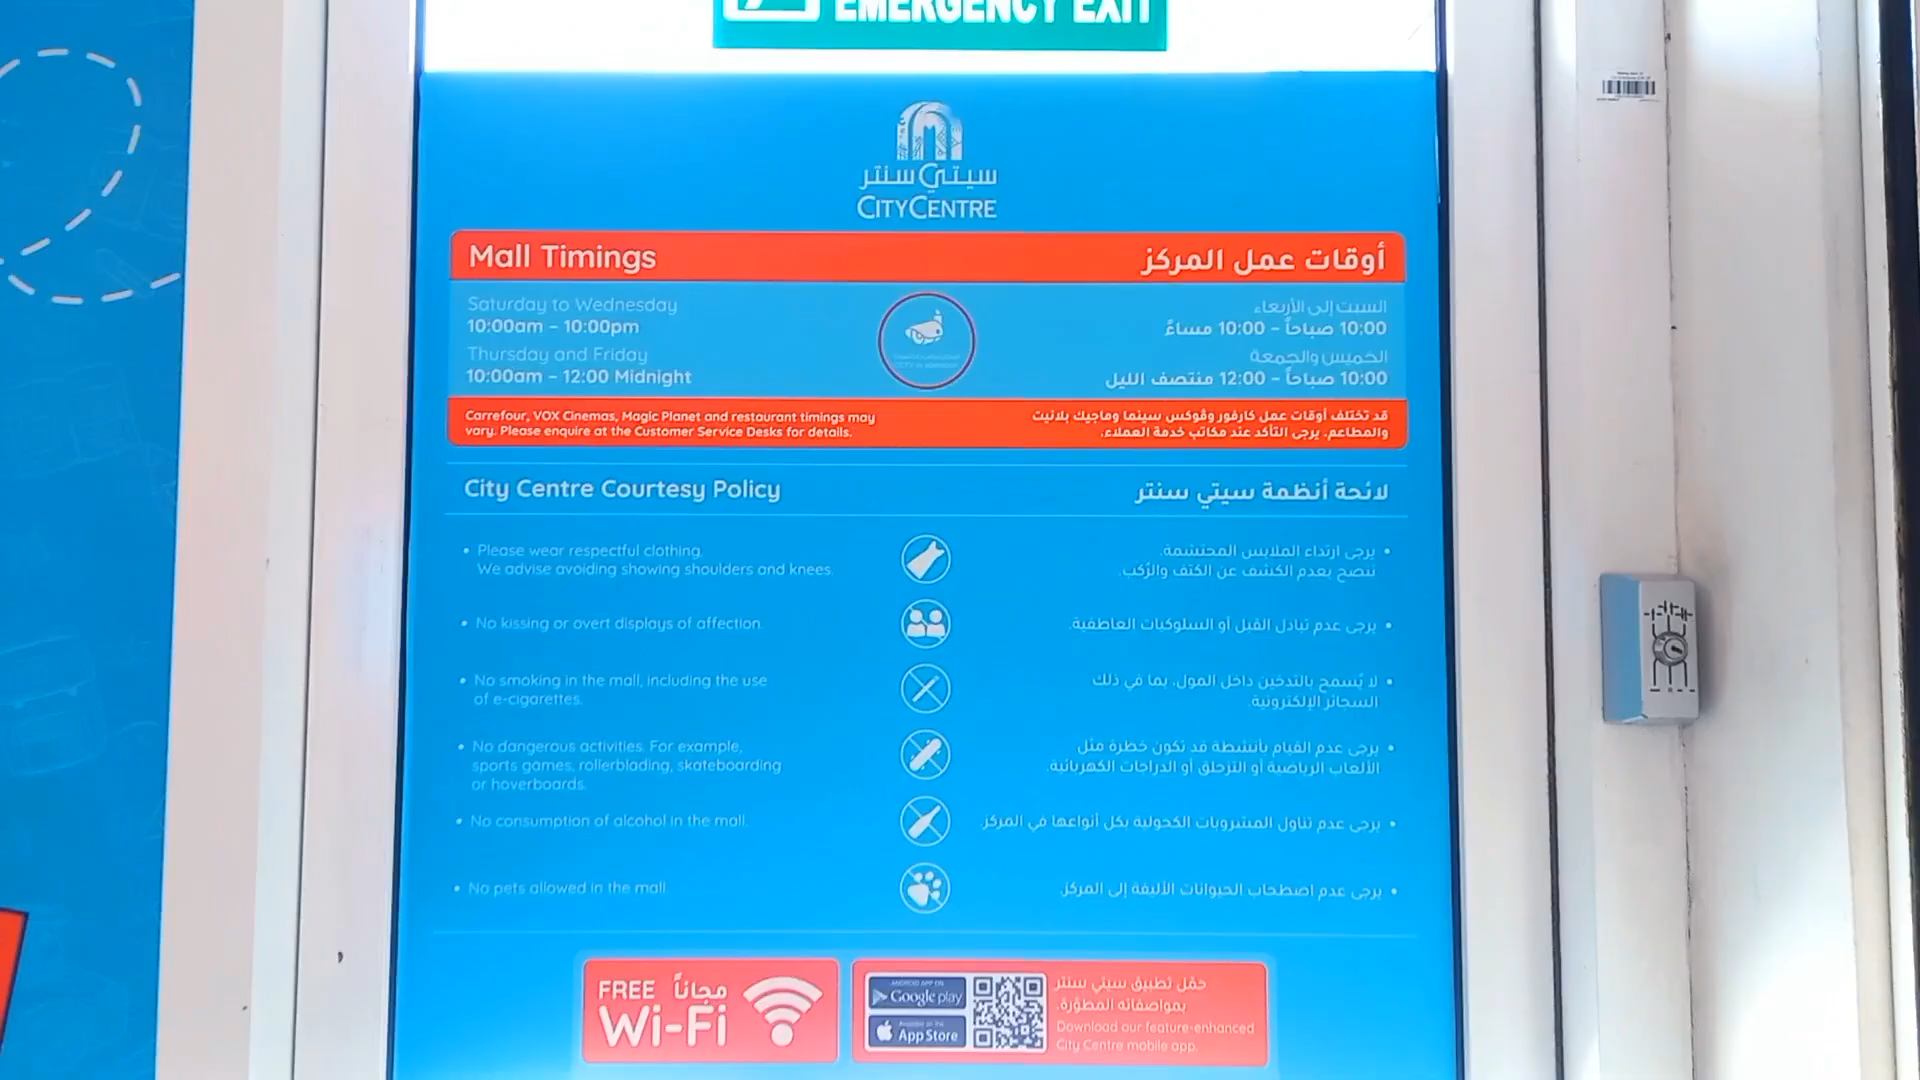 EMERGENCY EXIT
سيتي سنتر
CITY CENTRE
Mall Timings
أوقات عمل المركز
Saturday to Wednesday
10:00am – 10:00pm
Thursday and Friday
10:00am – 12:00 Midnight
السبت إلى الأربعاء
10:00 صباحاً – 10:00 مساءً
الخميس والجمعة
10:00 صباحاً – 12:00 منتصف الليل
Carrefour, VOX Cinemas, Magic Planet and restaurant timings may
vary. Please enquire at the Customer Service Desks for details.
قد تختلف أوقات عمل كارفور وڤوكس سينما وماجيك بلانيت
والمطاعم. يرجى التأكد عند مكاتب خدمة العملاء.
City Centre Courtesy Policy
لائحة أنظمة سيتي سنتر
• Please wear respectful clothing.
We advise avoiding showing shoulders and knees.
• يرجى ارتداء الملابس المحتشمة.
ننصح بعدم الكشف عن الكتف والرُكب.
• No kissing or overt displays of affection.
• يرجى عدم تبادل القبل أو السلوكيات العاطفية.
• No smoking in the mall, including the use
of e-cigarettes.
• لا يُسمح بالتدخين داخل المول، بما في ذلك
السجائر الإلكترونية.
• No dangerous activities. For example,
sports games, rollerblading, skateboarding
or hoverboards.
• يرجى عدم القيام بأنشطة قد تكون خطرة مثل
الألعاب الرياضية أو التزحلق أو الدراجات الكهربائية.
• No consumption of alcohol in the mall.
• يرجى عدم تناول المشروبات الكحولية بكل أنواعها في المركز.
• No pets allowed in the mall.
• يرجى عدم اصطحاب الحيوانات الأليفة إلى المركز.
FREE مجاناً
Wi-Fi
ANDROID APP ON
Google play
Available on the
App Store
حمّل تطبيق سيتي سنتر
بمواصفاته المطوّرة.
Download our feature-enhanced
City Centre mobile app.